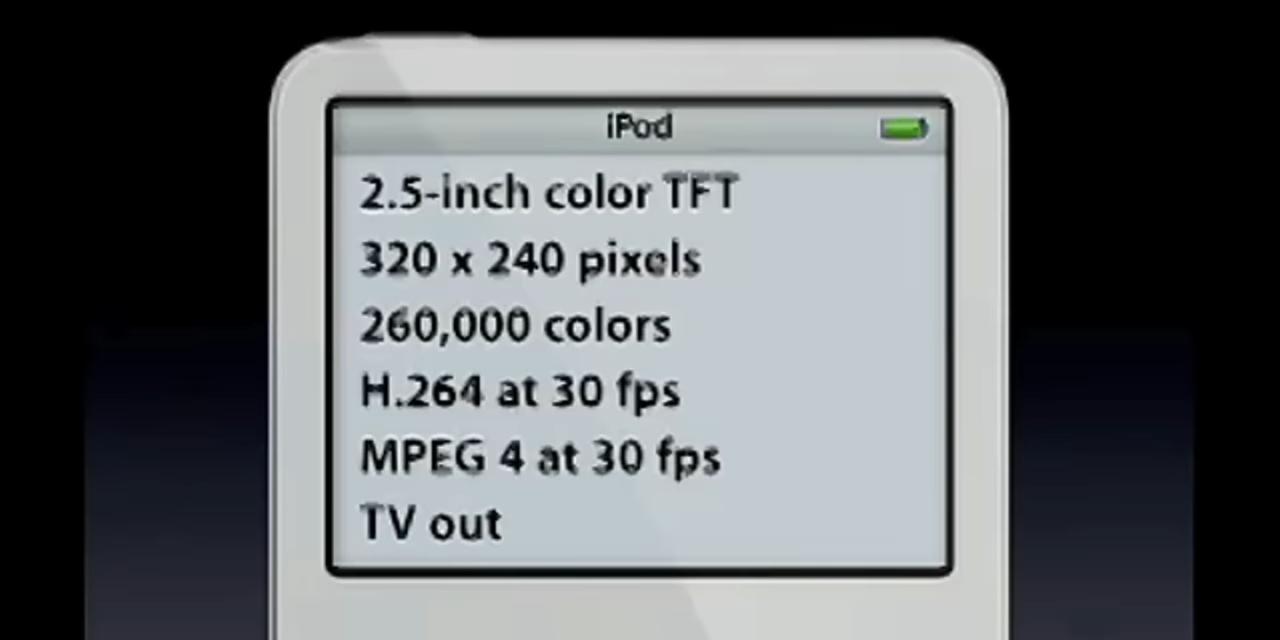 iPod
2.5-inch color TFT
320 x 240 pixels
260,000 colors
H.264 at 30 fps
MPEG 4 at 30 fps
TV out